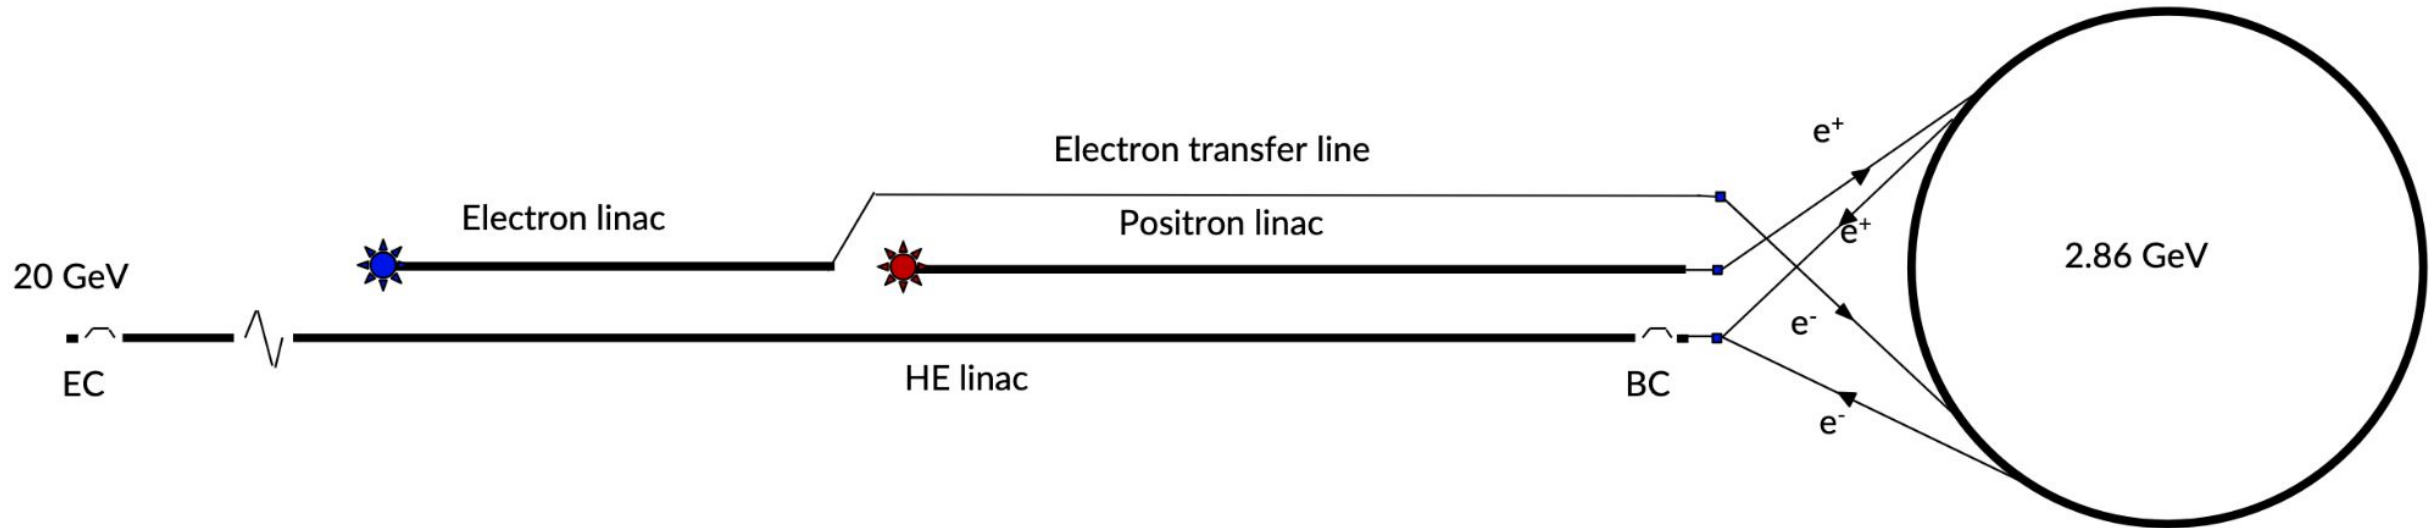 e⁺
Electron transfer line
Electron linac
Positron linac
e⁺
2.86 GeV
20 GeV
e⁻
HE linac
EC
BC
e⁻